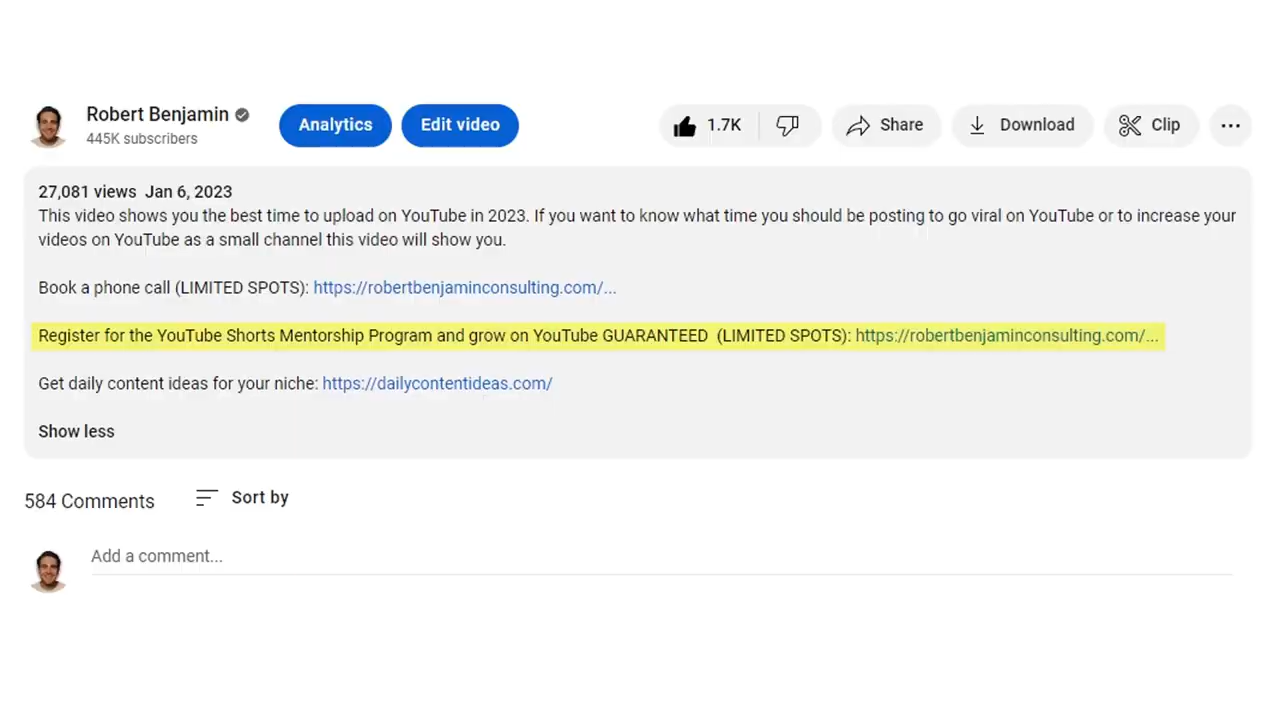 Robert Benjamin
445K subscribers
Analytics
Edit video
1.7K
Share
Download
Clip
27,081 views Jan 6, 2023
This video shows you the best time to upload on YouTube in 2023. If you want to know what time you should be posting to go viral on YouTube or to increase your
videos on YouTube as a small channel this video will show you.
Book a phone call (LIMITED SPOTS): https://robertbenjaminconsulting.com/...
Register for the YouTube Shorts Mentorship Program and grow on YouTube GUARANTEED (LIMITED SPOTS): https://robertbenjaminconsulting.com/...
Get daily content ideas for your niche: https://dailycontentideas.com/
Show less
584 Comments
Sort by
Add a comment...